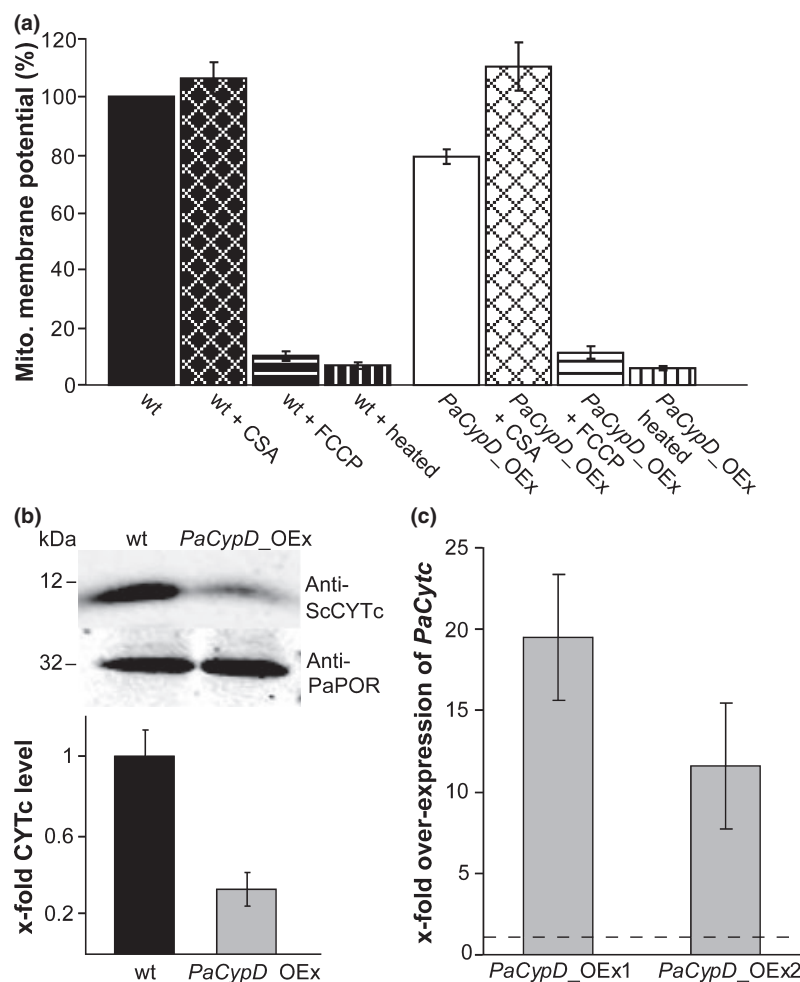 (a)
Mito. membrane potential (%)
120
100
80
60
40
20
0
wt
wt + CSA
wt + FCCP
wt + heated
PaCypD_OEx
PaCypD_OEx
+ CSA
PaCypD_OEx
+ FCCP
PaCypD_OEx
heated
(b)
kDa
wt
PaCypD_OEx
12
Anti-
ScCYTc
32
Anti-
PaPOR
x-fold CYTc level
1
0.6
0.2
wt
PaCypD OEx
(c)
x-fold over-expression of PaCytc
25
20
15
10
5
0
PaCypD_OEx1
PaCypD_OEx2